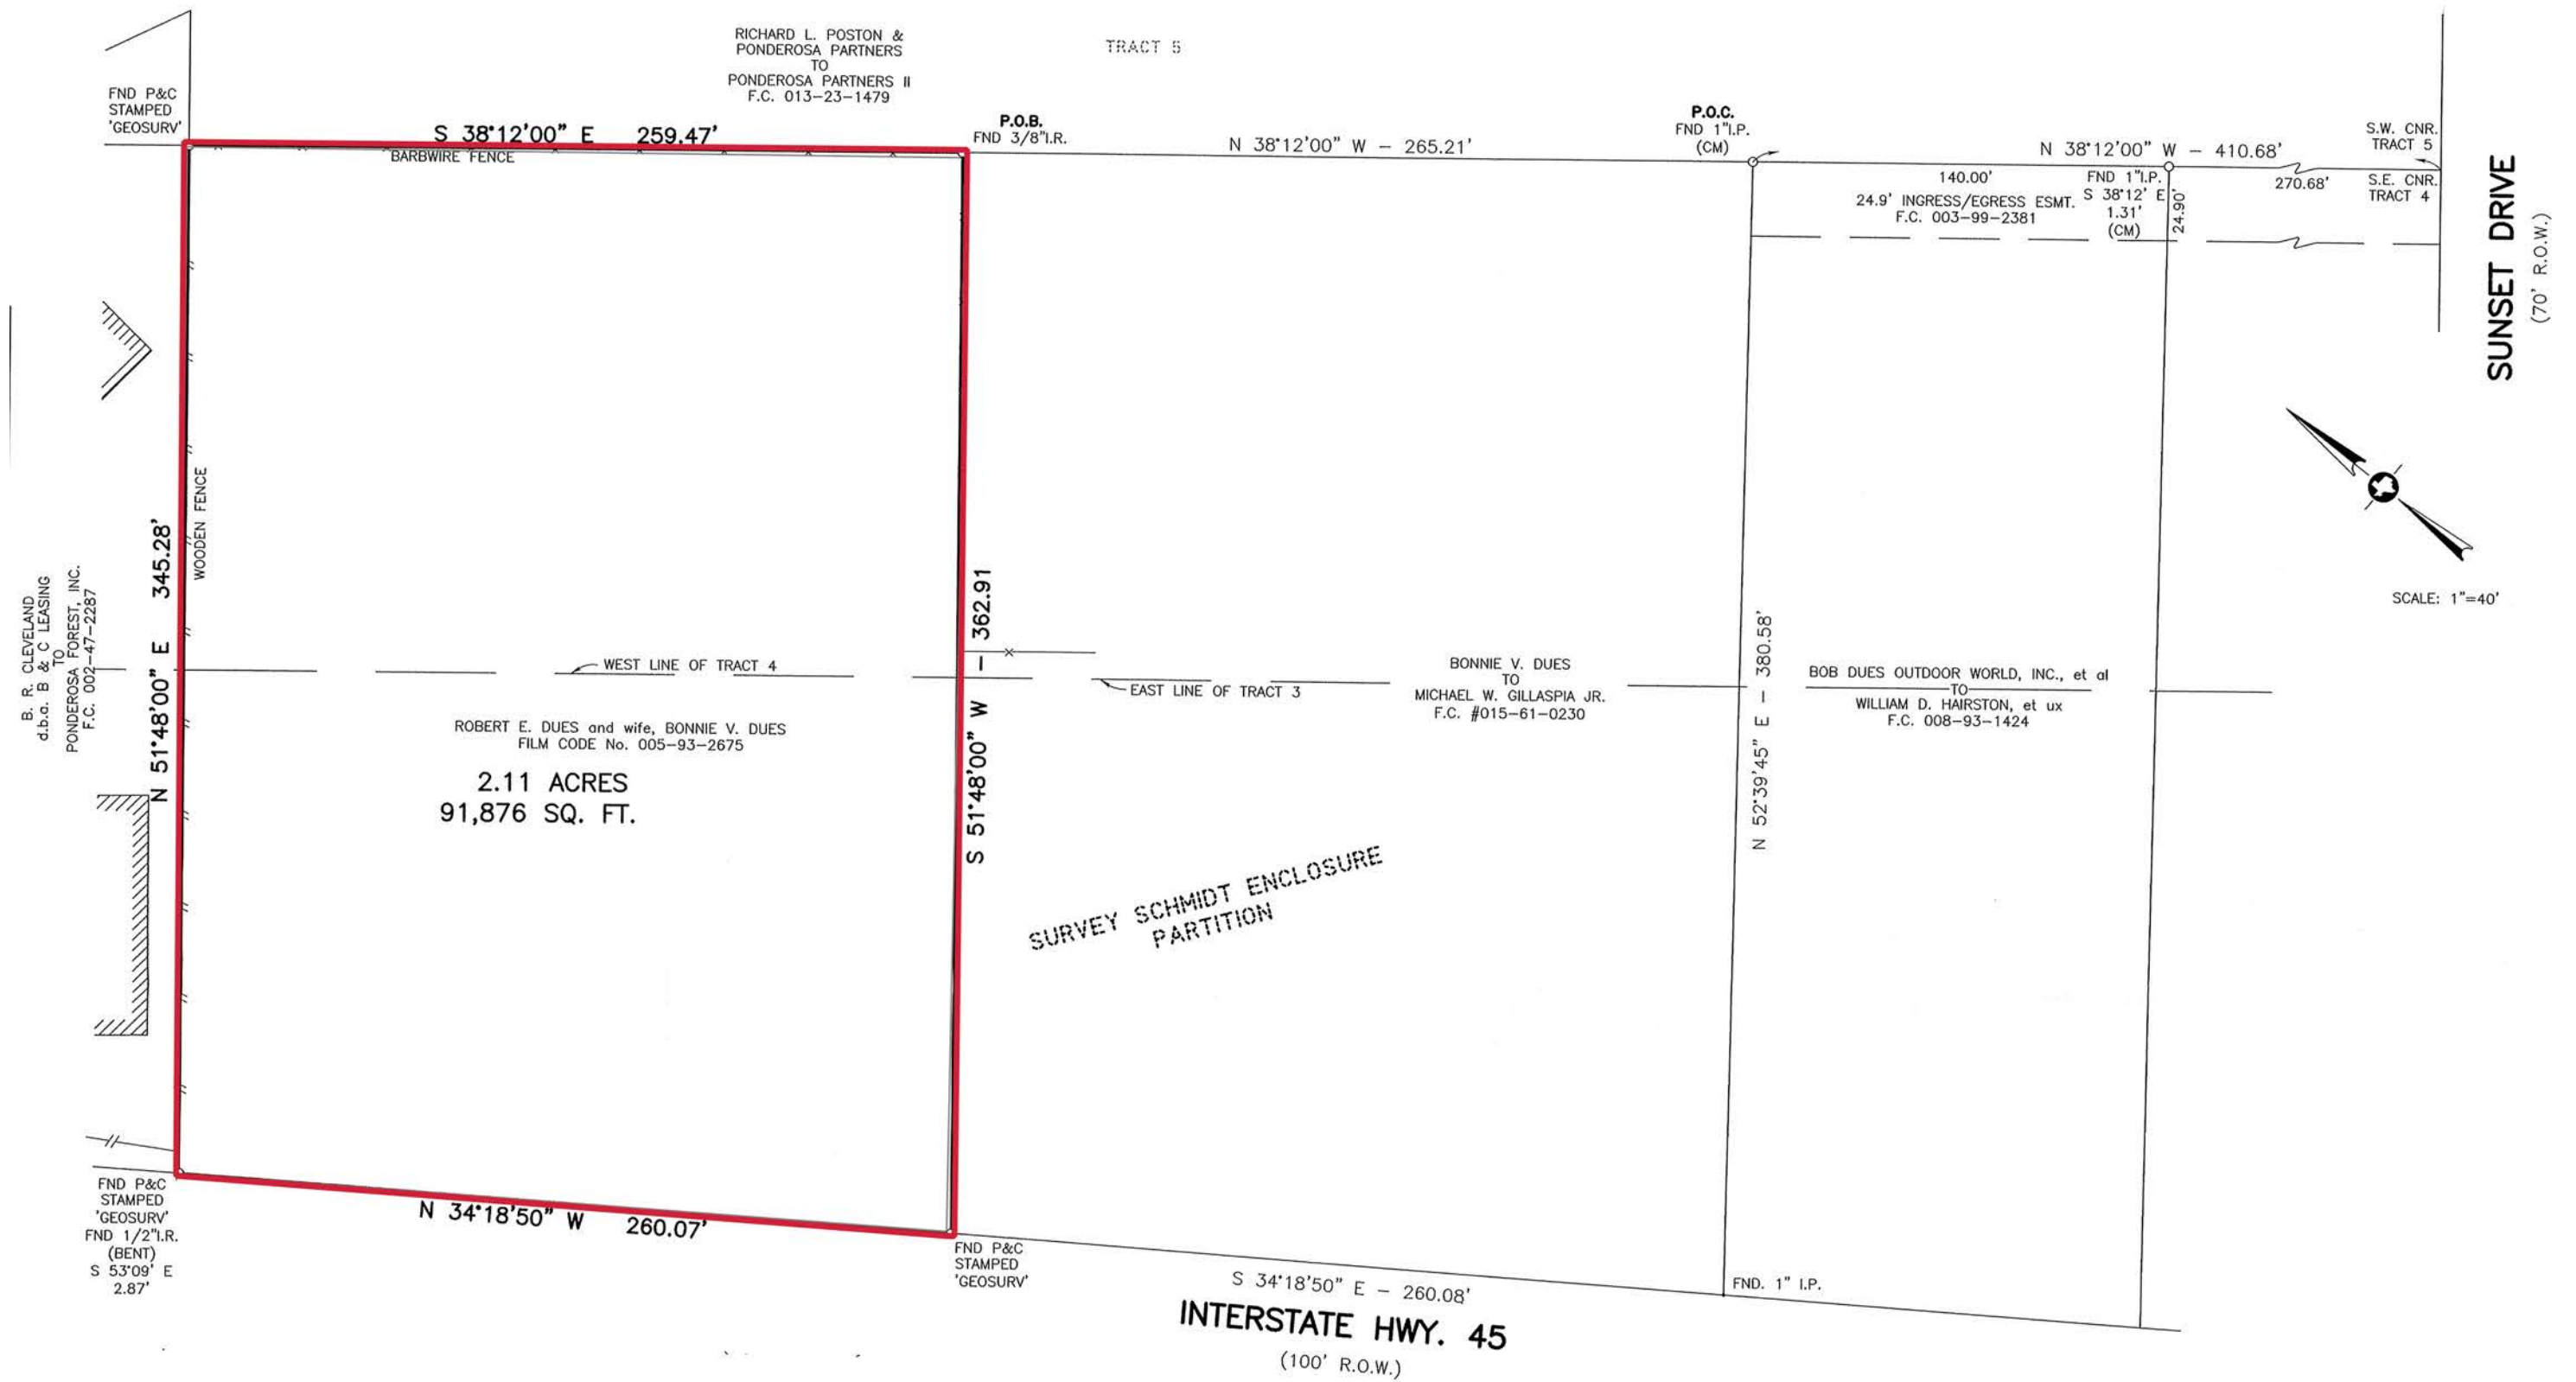 RICHARD L. POSTON &
PONDEROSA PARTNERS
TO
PONDEROSA PARTNERS II
F.C. 013-23-1479
TRACT 5
FND P&C
STAMPED
'GEOSURV'
S 38°12'00" E 259.47'
BARBWIRE FENCE
P.O.B.
FND 3/8"I.R.
N 38°12'00" W - 265.21'
P.O.C.
FND 1"I.P.
(CM)
N 38°12'00" W - 410.68'
S.W. CNR.
TRACT 5
S.E. CNR.
TRACT 4
140.00'
24.9' INGRESS/EGRESS ESMT.
F.C. 003-99-2381
FND 1"I.P.
S 38°12' E
1.31'
(CM)
24.90'
270.68'
SUNSET DRIVE
(70' R.O.W.)
SCALE: 1"=40'
WOODEN FENCE
N 51°48'00" E 345.28'
B. R. CLEVELAND
d.b.a. B & C LEASING
TO
PONDEROSA FOREST, INC.
F.C. 002-47-2287
WEST LINE OF TRACT 4
EAST LINE OF TRACT 3
ROBERT E. DUES and wife, BONNIE V. DUES
FILM CODE No. 005-93-2675
2.11 ACRES
91,876 SQ. FT.
S 51°48'00" W - 362.91
BONNIE V. DUES
TO
MICHAEL W. GILLASPIA JR.
F.C. #015-61-0230
N 52°39'45" E - 380.58'
BOB DUES OUTDOOR WORLD, INC., et al
TO
WILLIAM D. HAIRSTON, et ux
F.C. 008-93-1424
SURVEY SCHMIDT ENCLOSURE
PARTITION
FND P&C
STAMPED
'GEOSURV'
FND 1/2"I.R.
(BENT)
S 53°09' E
2.87'
N 34°18'50" W 260.07'
FND P&C
STAMPED
'GEOSURV'
S 34°18'50" E - 260.08'
FND. 1" I.P.
INTERSTATE HWY. 45
(100' R.O.W.)